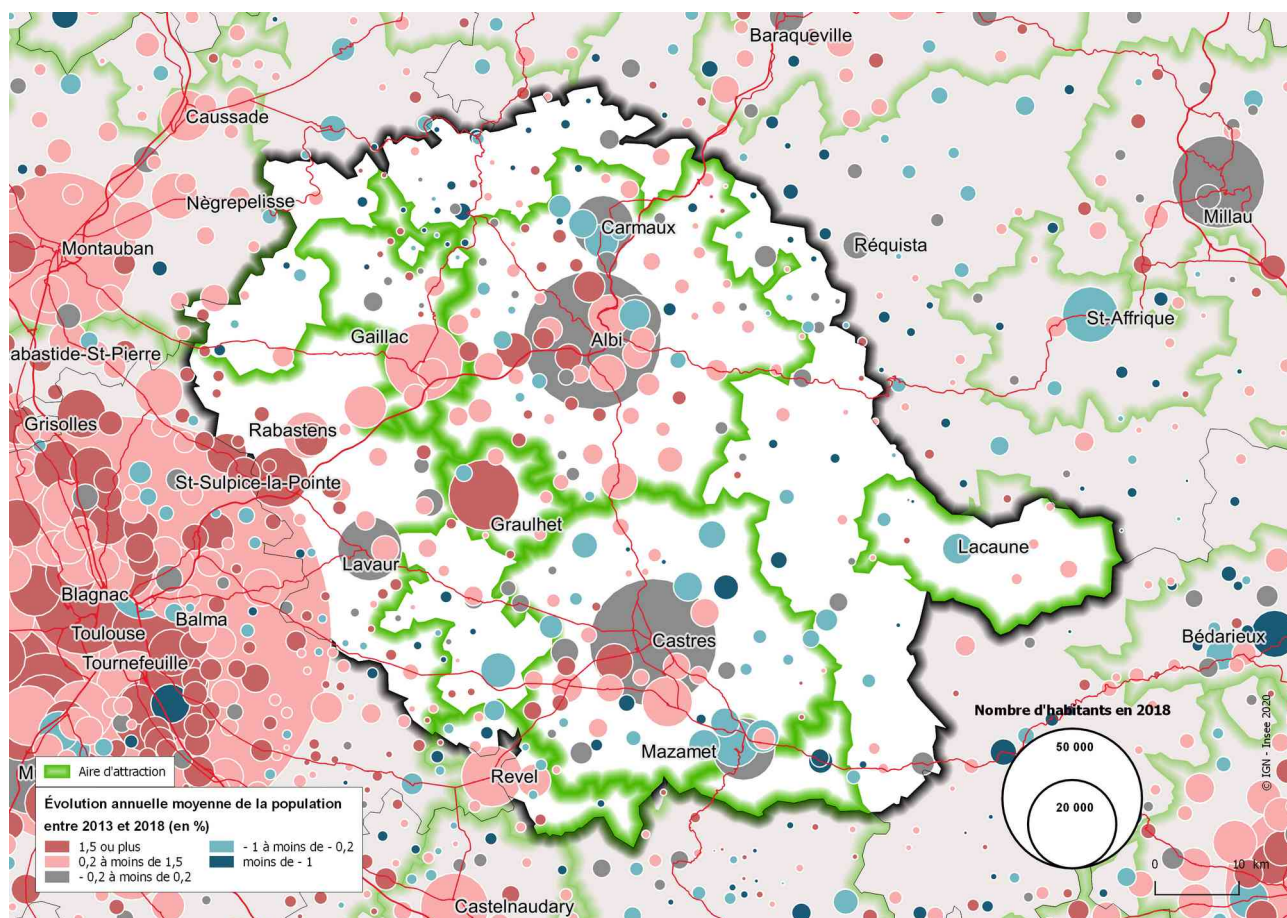 Baraqueville
Caussade
Nègrepelisse
Carmaux
Millau
Réquista
Montauban
St-Affrique
Gaillac
Albi
abastide-St-Pierre
Grisolles
Rabastens
St-Sulpice-la-Pointe
Graulhet
Lavaur
Lacaune
Blagnac
Balma
Toulouse
Castres
Bédarieux
Tournefeuille
Mazamet
Revel
Castelnaudary
Nombre d'habitants en 2018
50 000
20 000
© IGN - Insee 2020
0 10 km
Aire d'attraction
Évolution annuelle moyenne de la population
entre 2013 et 2018 (en %)
1,5 ou plus
0,2 à moins de 1,5
- 0,2 à moins de 0,2
- 1 à moins de - 0,2
moins de - 1